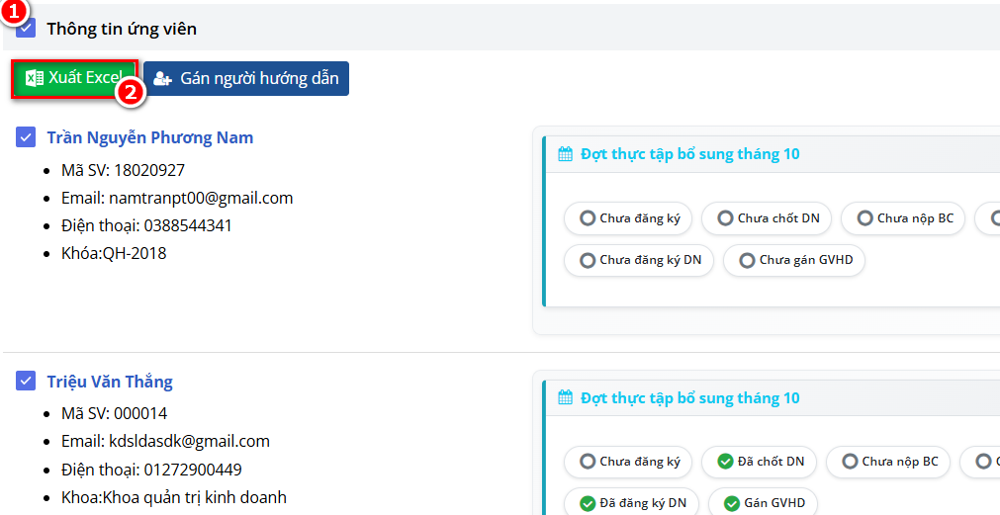 1
Thông tin ứng viên
Xuất Excel
2
Gán người hướng dẫn
Trần Nguyễn Phương Nam
Mã SV: 18020927
Email: namtranpt00@gmail.com
Điện thoại: 0388544341
Khóa:QH-2018
Đợt thực tập bổ sung tháng 10
Chưa đăng ký Chưa chốt DN Chưa nộp BC
Chưa đăng ký DN Chưa gán GVHD
Triệu Văn Thắng
Mã SV: 000014
Email: kdsldasdk@gmail.com
Điện thoại: 01272900449
Khoa:Khoa quản trị kinh doanh
Đợt thực tập bổ sung tháng 10
Chưa đăng ký Đã chốt DN Chưa nộp BC
Đã đăng ký DN Gán GVHD